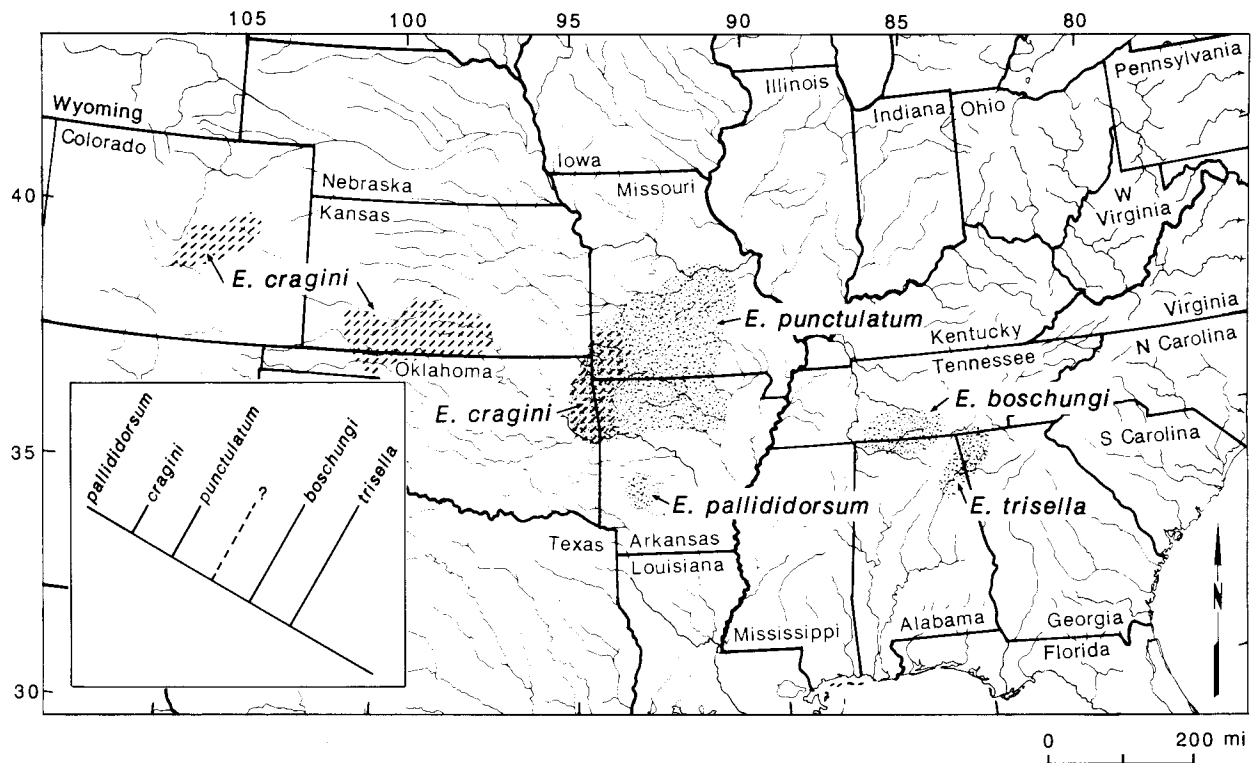 105 100 95 90 85 80
Pennsylvania
Illinois
Indiana Ohio
Wyoming
Colorado
Iowa
Missouri
Nebraska
Kansas
40
W
Virginia
E. cragini
E. punctulatum
Kentucky
Virginia
Tennessee
N Carolina
Oklahoma
E. cragini
E. boschungi
S Carolina
35
E. pallididorsum
E. trisella
Texas
Arkansas
Louisiana
Mississippi
Alabama
Georgia
Florida
N
30
pallididorsum
cragini
punctulatum
?
boschungi
trisella
0 200 mi